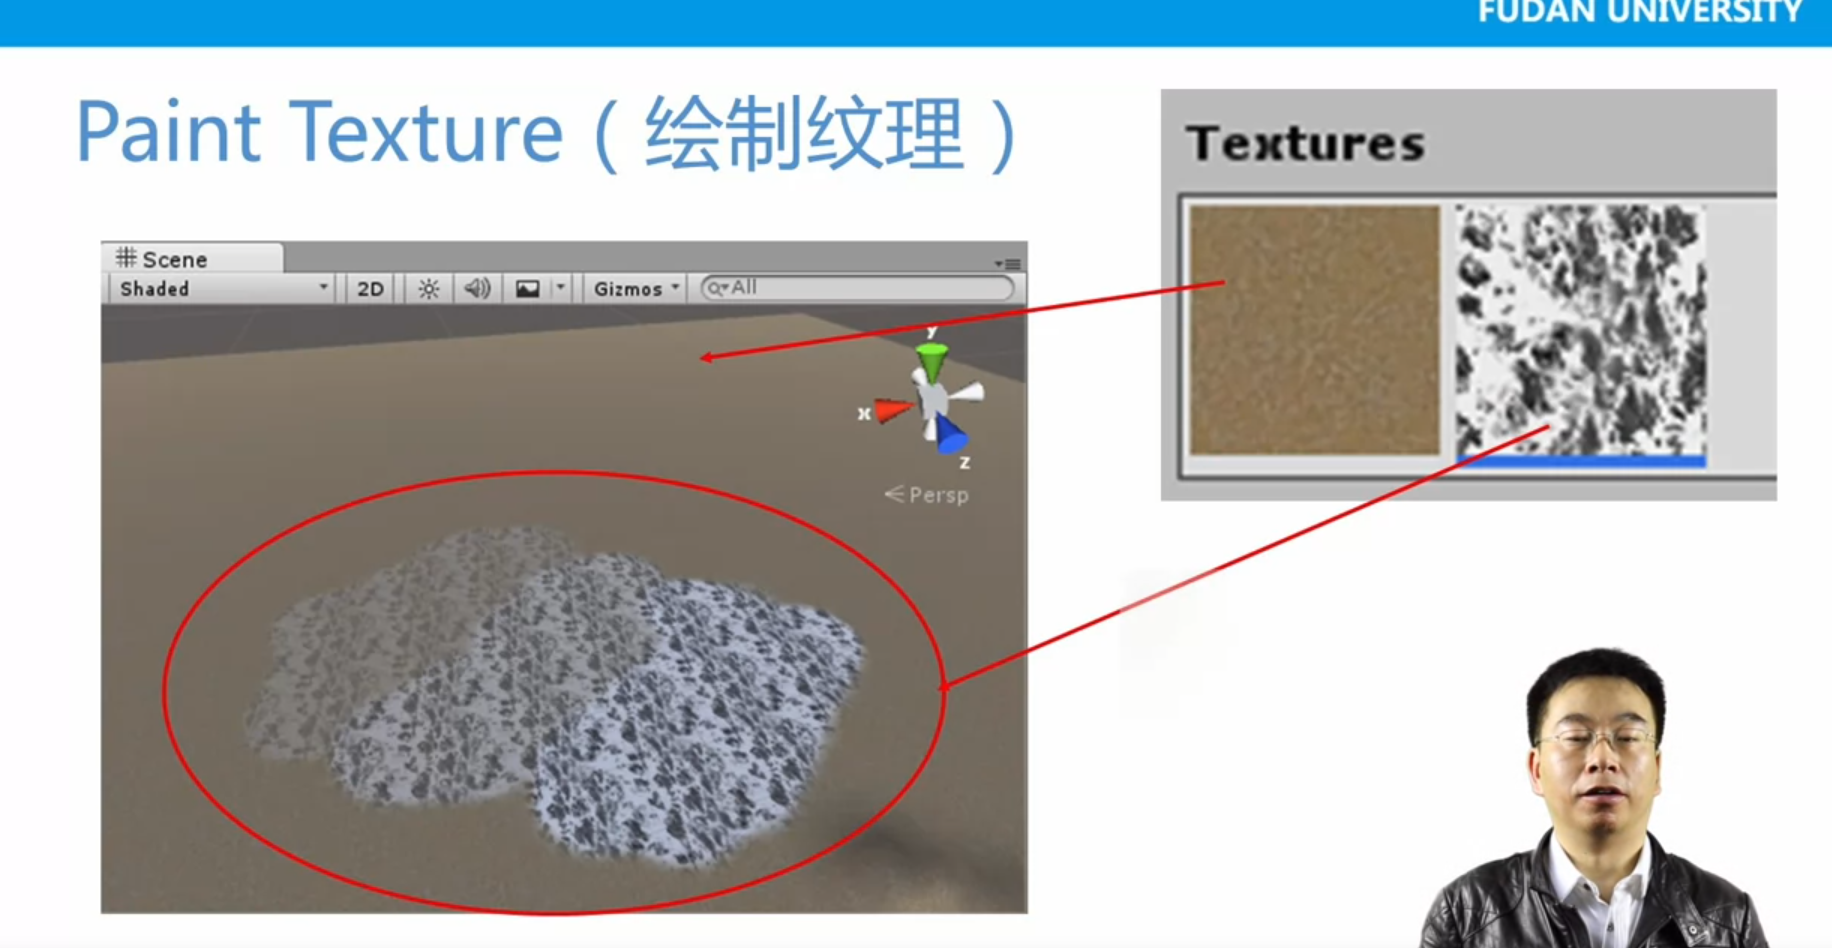 FUDAN UNIVERSITY
Paint Texture（绘制纹理）
Textures
Scene
Shaded
2D
Gizmos
All
y
x
z
Persp